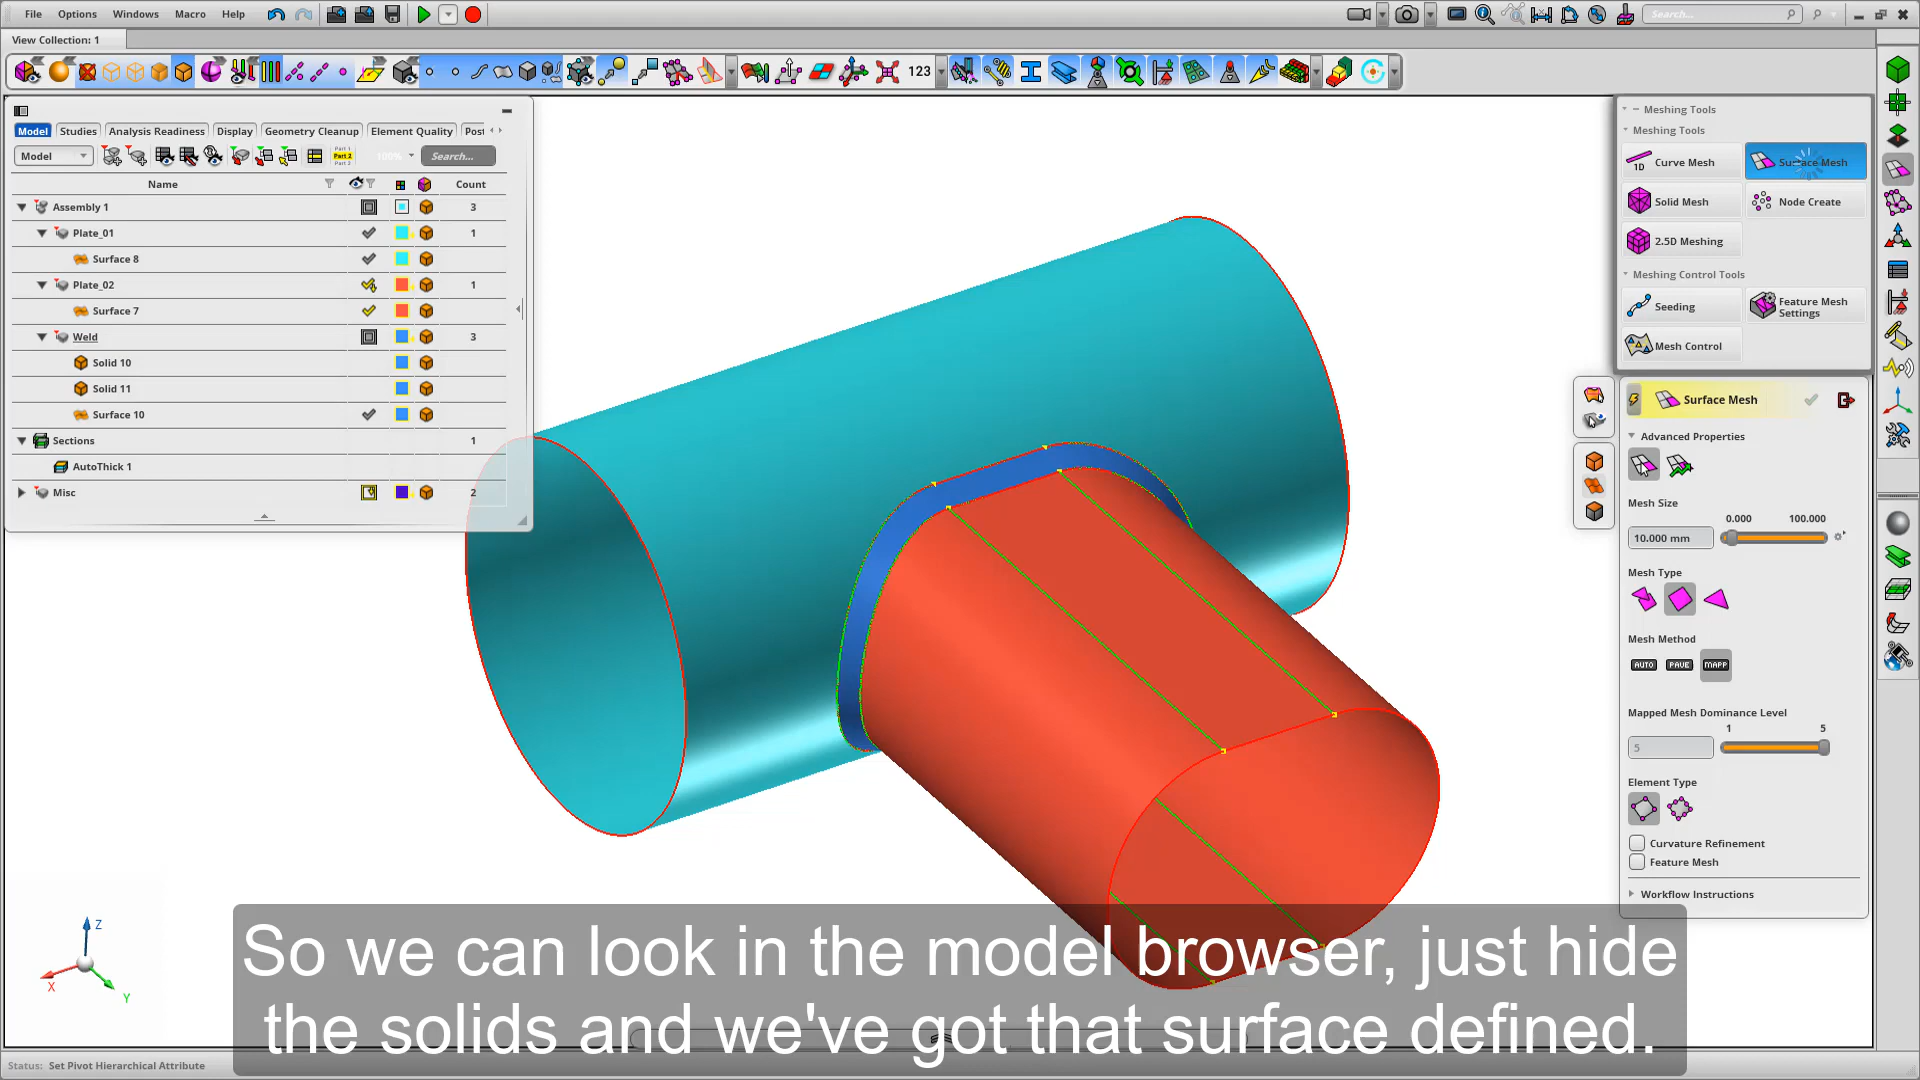 File Options Windows Macro Help
Search...
View Collection: 1
123
Model Studies Analysis Readiness Display Geometry Cleanup Element Quality Post
Model
Part 2
100%
Search...
Name Count
Assembly 1 3
Plate_01 1
Surface 8
Plate_02 1
Surface 7
Weld 3
Solid 10
Solid 11
Surface 10
Sections 1
AutoThick 1
Misc 2
Meshing Tools
Meshing Tools
1D
Curve Mesh Surface Mesh
Solid Mesh Node Create
2.5D Meshing
Meshing Control Tools
Seeding Feature Mesh Settings
Mesh Control
Surface Mesh
Advanced Properties
Mesh Size
0.000 100.000
10.000 mm
Mesh Type
Mesh Method
AUTO PAVE MAPP
Mapped Mesh Dominance Level
1 5
5
Element Type
Curvature Refinement
Feature Mesh
Workflow Instructions
Z
X
Y
So we can look in the model browser, just hide
the solids and we've got that surface defined.
Status: Set Pivot Hierarchical Attribute